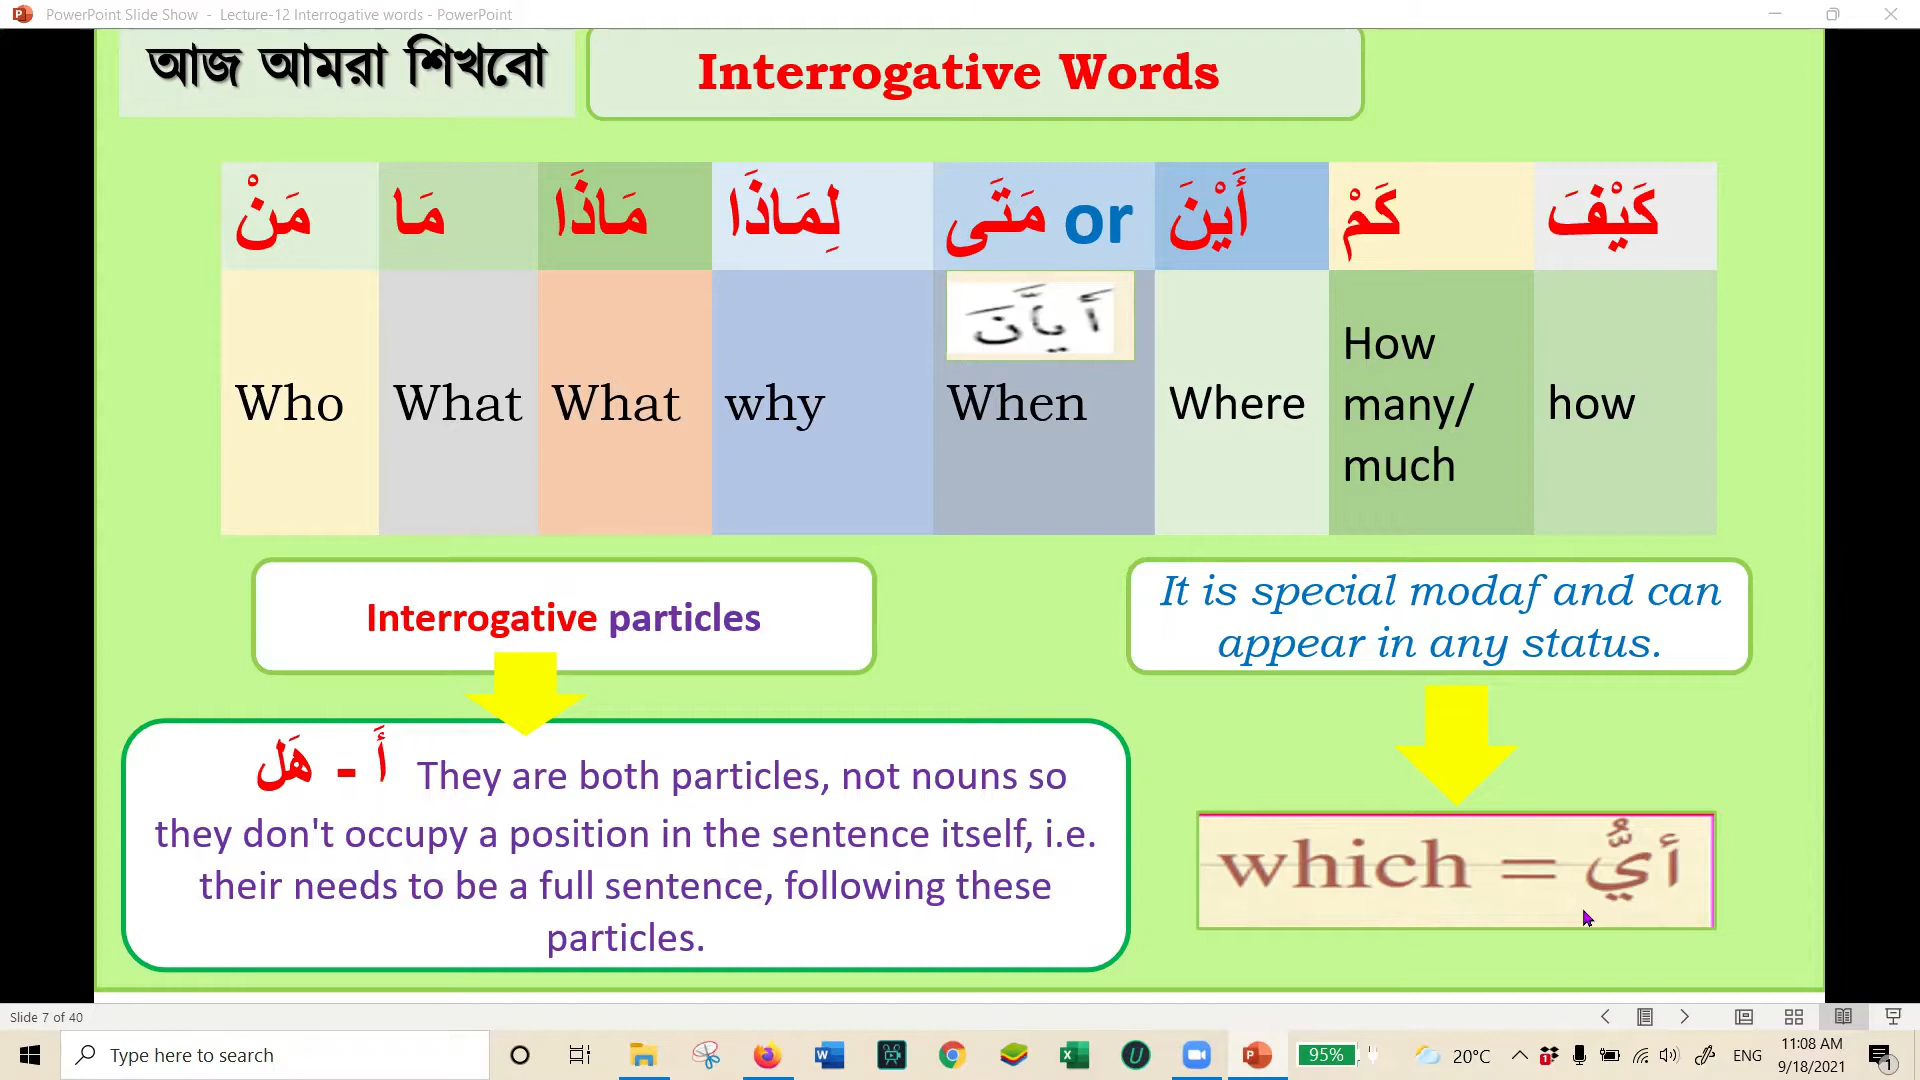 PowerPoint Slide Show - Lecture-12 Interrogative words - PowerPoint
আজ আমরা শিখবো
Interrogative Words
مَنْ مَا مَاذَا لِمَاذَا مَتَى or أَيْنَ كَمْ كَيْفَ
أَيَّانَ
Who What What why When Where How many/ much how
Interrogative particles
It is special modaf and can
appear in any status.
أَ - هَل They are both particles, not nouns so
they don't occupy a position in the sentence itself, i.e.
their needs to be a full sentence, following these
particles.
which = أيُّ
Slide 7 of 40
Type here to search
95%
20°C
ENG
11:08 AM
9/18/2021
1